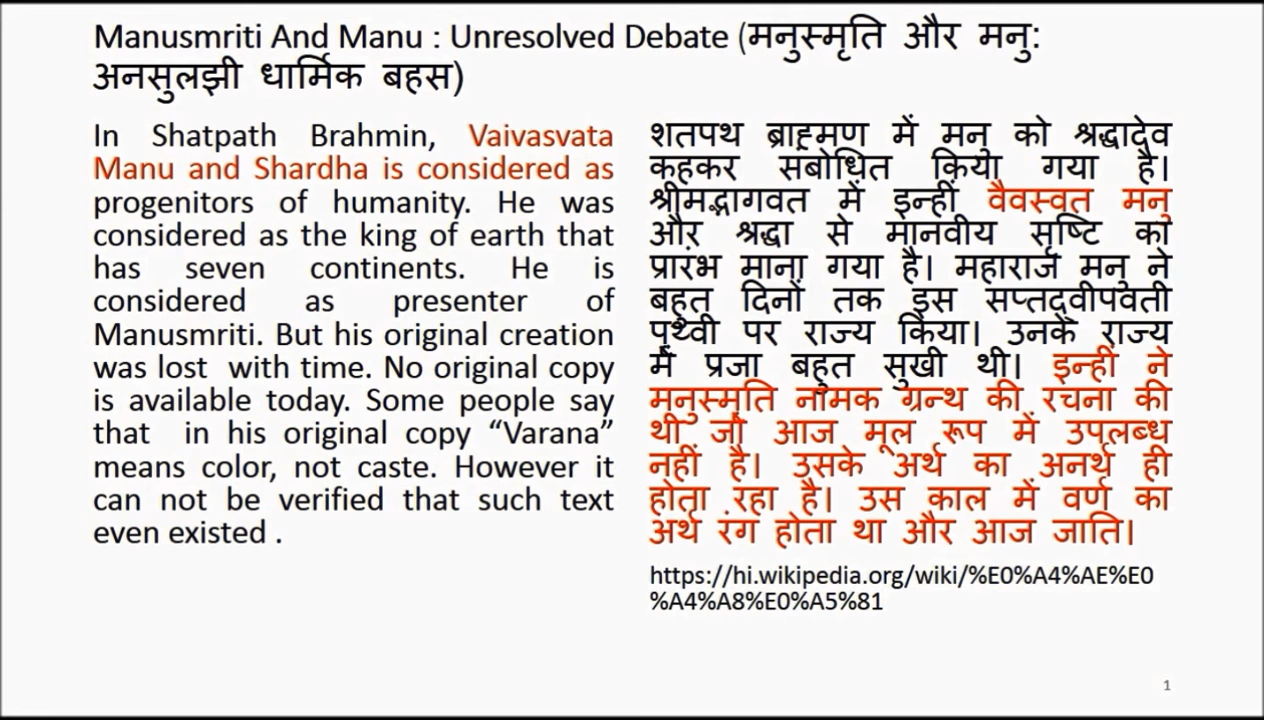 Manusmriti And Manu : Unresolved Debate (मनुस्मृति और मनु:
अनसुलझी धार्मिक बहस)
In Shatpath Brahmin, Vaivasvata
Manu and Shardha is considered as
progenitors of humanity. He was
considered as the king of earth that
has seven continents. He is
considered as presenter of
Manusmriti. But his original creation
was lost with time. No original copy
is available today. Some people say
that in his original copy “Varana”
means color, not caste. However it
can not be verified that such text
even existed .
शतपथ ब्राह्मण में मनु को श्रद्धादेव
कहकर संबोधित किया गया है।
श्रीमद्भागवत में इन्हीं वैवस्वत मनु
और श्रद्धा से मानवीय सृष्टि का
प्रारंभ माना गया है। महाराज मनु ने
बहुत दिनों तक इस सप्तद्वीपवती
पृथ्वी पर राज्य किया। उनके राज्य
में प्रजा बहुत सुखी थी। इन्हीं ने
मनुस्मृति नामक ग्रन्थ की रचना की
थी जो आज मूल रूप में उपलब्ध
नहीं है। उसके अर्थ का अनर्थ ही
होता रहा है। उस काल में वर्ण का
अर्थ रंग होता था और आज जाति।
https://hi.wikipedia.org/wiki/%E0%A4%AE%E0
%A4%A8%E0%A5%81
1